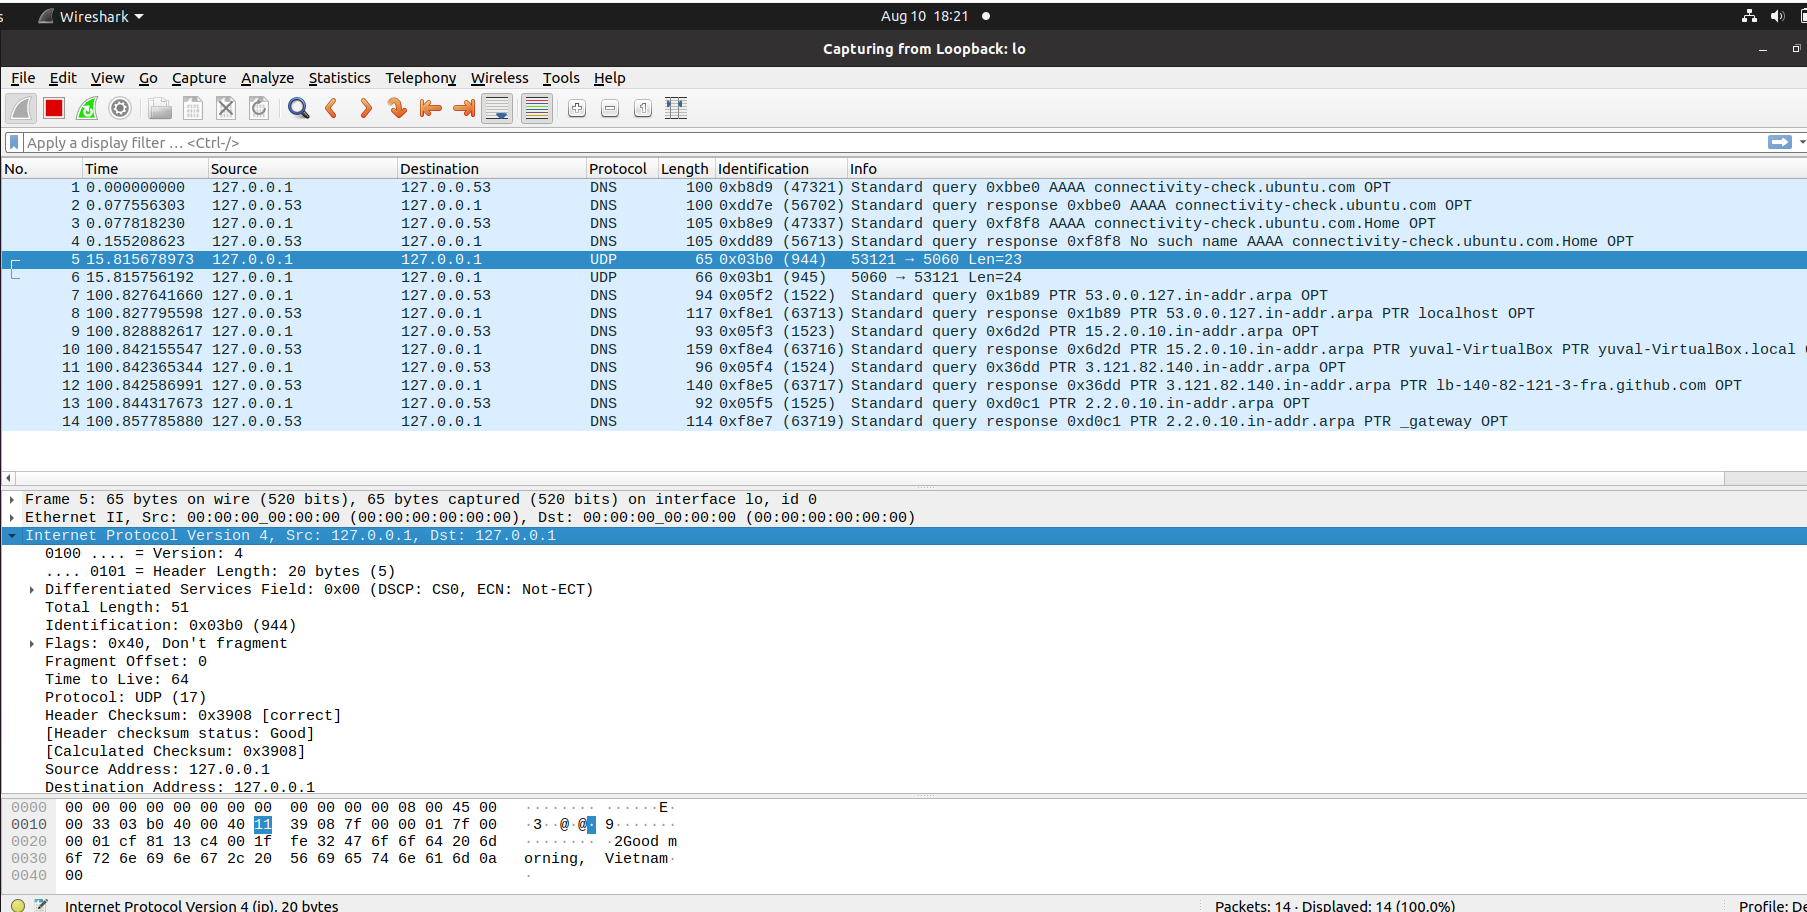 s Wireshark Aug 10 18:21
Capturing from Loopback: lo
File Edit View Go Capture Analyze Statistics Telephony Wireless Tools Help
Apply a display filter … <Ctrl-/>
No. Time Source Destination Protocol Length Identification Info
1 0.000000000 127.0.0.1 127.0.0.53 DNS 100 0xb8d9 (47321) Standard query 0xbbe0 AAAA connectivity-check.ubuntu.com OPT
2 0.077556303 127.0.0.53 127.0.0.1 DNS 100 0xdd7e (56702) Standard query response 0xbbe0 AAAA connectivity-check.ubuntu.com OPT
3 0.077818230 127.0.0.1 127.0.0.53 DNS 105 0xb8e9 (47337) Standard query 0xf8f8 AAAA connectivity-check.ubuntu.com.Home OPT
4 0.155208623 127.0.0.53 127.0.0.1 DNS 105 0xdd89 (56713) Standard query response 0xf8f8 No such name AAAA connectivity-check.ubuntu.com.Home OPT
5 15.815678973 127.0.0.1 127.0.0.1 UDP 65 0x03b0 (944) 53121 → 5060 Len=23
6 15.815756192 127.0.0.1 127.0.0.1 UDP 66 0x03b1 (945) 5060 → 53121 Len=24
7 100.827641660 127.0.0.1 127.0.0.53 DNS 94 0x05f2 (1522) Standard query 0x1b89 PTR 53.0.0.127.in-addr.arpa OPT
8 100.827795598 127.0.0.53 127.0.0.1 DNS 117 0xf8e1 (63713) Standard query response 0x1b89 PTR 53.0.0.127.in-addr.arpa PTR localhost OPT
9 100.828882617 127.0.0.1 127.0.0.53 DNS 93 0x05f3 (1523) Standard query 0x6d2d PTR 15.2.0.10.in-addr.arpa OPT
10 100.842155547 127.0.0.53 127.0.0.1 DNS 159 0xf8e4 (63716) Standard query response 0x6d2d PTR 15.2.0.10.in-addr.arpa PTR yuval-VirtualBox PTR yuval-VirtualBox.local
11 100.842365344 127.0.0.1 127.0.0.53 DNS 96 0x05f4 (1524) Standard query 0x36dd PTR 3.121.82.140.in-addr.arpa OPT
12 100.842586991 127.0.0.53 127.0.0.1 DNS 140 0xf8e5 (63717) Standard query response 0x36dd PTR 3.121.82.140.in-addr.arpa PTR lb-140-82-121-3-fra.github.com OPT
13 100.844317673 127.0.0.1 127.0.0.53 DNS 92 0x05f5 (1525) Standard query 0xd0c1 PTR 2.2.0.10.in-addr.arpa OPT
14 100.857785880 127.0.0.53 127.0.0.1 DNS 114 0xf8e7 (63719) Standard query response 0xd0c1 PTR 2.2.0.10.in-addr.arpa PTR _gateway OPT
Frame 5: 65 bytes on wire (520 bits), 65 bytes captured (520 bits) on interface lo, id 0
Ethernet II, Src: 00:00:00_00:00:00 (00:00:00:00:00:00), Dst: 00:00:00_00:00:00 (00:00:00:00:00:00)
Internet Protocol Version 4, Src: 127.0.0.1, Dst: 127.0.0.1
0100 .... = Version: 4
.... 0101 = Header Length: 20 bytes (5)
Differentiated Services Field: 0x00 (DSCP: CS0, ECN: Not-ECT)
Total Length: 51
Identification: 0x03b0 (944)
Flags: 0x40, Don't fragment
Fragment Offset: 0
Time to Live: 64
Protocol: UDP (17)
Header Checksum: 0x3908 [correct]
[Header checksum status: Good]
[Calculated Checksum: 0x3908]
Source Address: 127.0.0.1
Destination Address: 127.0.0.1
0000 00 00 00 00 00 00 00 00 00 00 00 00 08 00 45 00 ········ ······E·
0010 00 33 03 b0 40 00 40 11 39 08 7f 00 00 01 7f 00 ·3··@·@· 9·······
0020 00 01 cf 81 13 c4 00 1f fe 32 47 6f 6f 64 20 6d ········ ·2Good m
0030 6f 72 6e 69 6e 67 2c 20 56 69 65 74 6e 61 6d 0a orning, Vietnam·
0040 00 ·
Internet Protocol Version 4 (ip), 20 bytes Packets: 14 · Displayed: 14 (100.0%) Profile: De